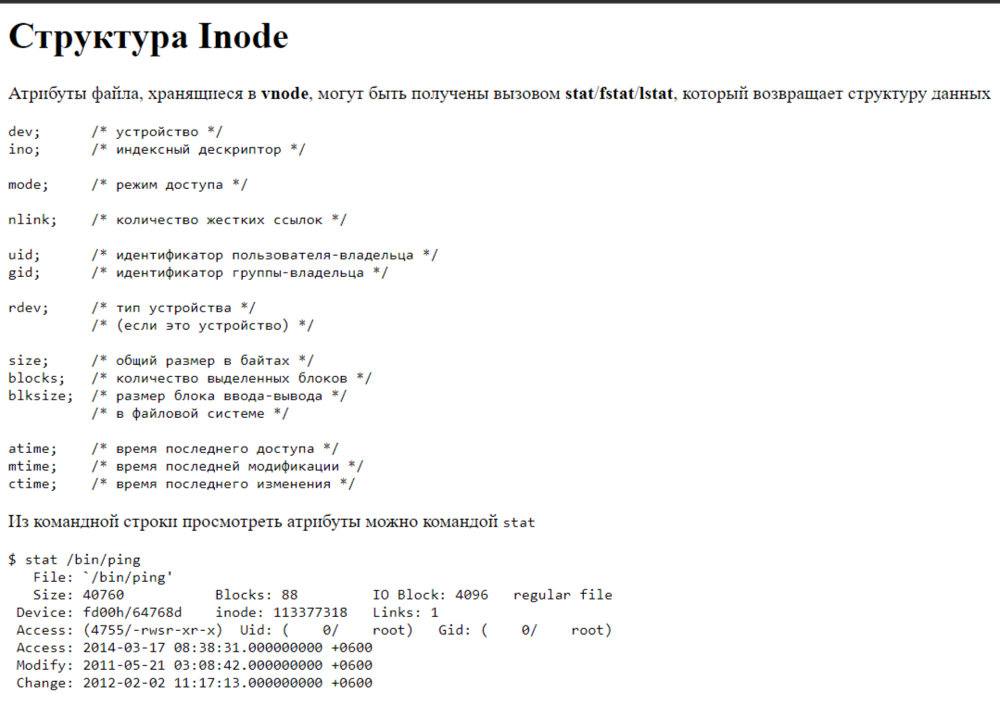 Структура Inode
Атрибуты файла, хранящиеся в vnode, могут быть получены вызовом stat/fstat/lstat, который возвращает структуру данных
dev;      /* устройство */
ino;      /* индексный дескриптор */
mode;     /* режим доступа */
nlink;    /* количество жестких ссылок */
uid;      /* идентификатор пользователя-владельца */
gid;      /* идентификатор группы-владельца */
rdev;     /* тип устройства */
          /* (если это устройство) */
size;     /* общий размер в байтах */
blocks;   /* количество выделенных блоков */
blksize;  /* размер блока ввода-вывода */
          /* в файловой системе */
atime;    /* время последнего доступа */
mtime;    /* время последней модификации */
ctime;    /* время последнего изменения */
Из командной строки просмотреть атрибуты можно командой stat
$ stat /bin/ping
   File: `/bin/ping'
   Size: 40760           Blocks: 88         IO Block: 4096   regular file
 Device: fd00h/64768d    inode: 113377318   Links: 1
 Access: (4755/-rwsr-xr-x)  Uid: (    0/    root)   Gid: (    0/    root)
 Access: 2014-03-17 08:38:31.000000000 +0600
 Modify: 2011-05-21 03:08:42.000000000 +0600
 Change: 2012-02-02 11:17:13.000000000 +0600